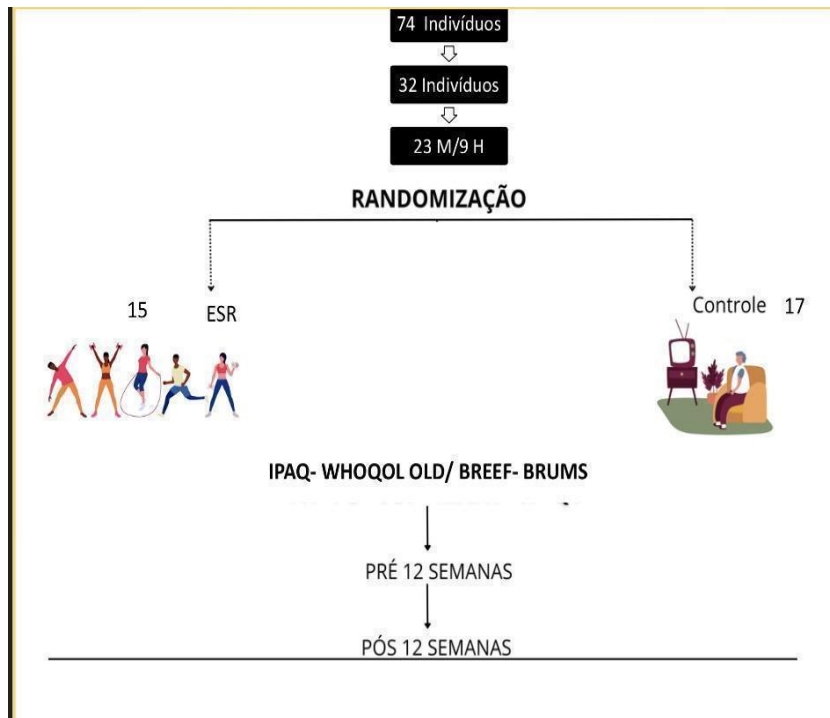 74 Indivíduos
32 Indivíduos
23 M/9 H
RANDOMIZAÇÃO
15 ESR
Controle 17
IPAQ- WHOQOL OLD/ BREEF- BRUMS
PRÉ 12 SEMANAS
PÓS 12 SEMANAS